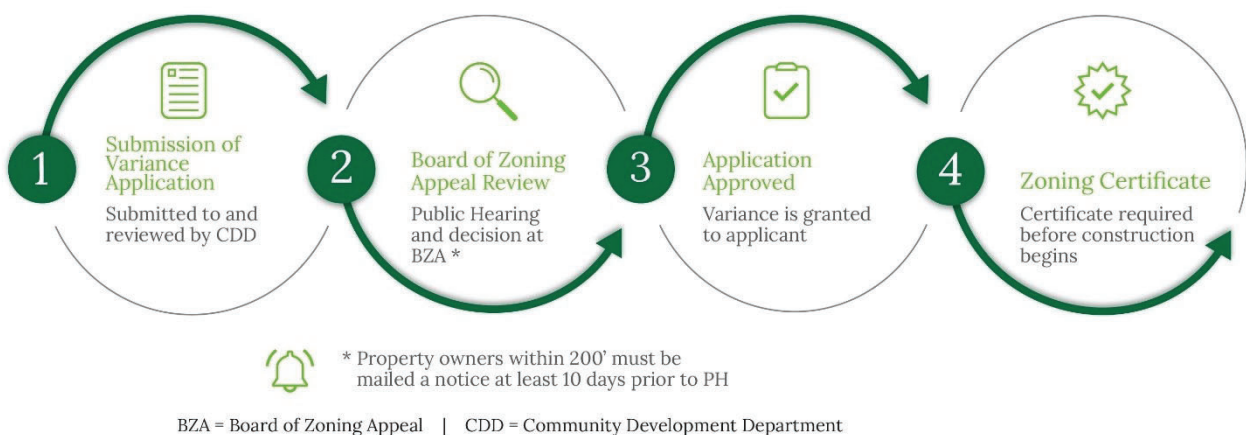 1
Submission of
Variance
Application
Submitted to and
reviewed by CDD
2
Board of Zoning
Appeal Review
Public Hearing
and decision at
BZA *
3
Application
Approved
Variance is granted
to applicant
4
Zoning Certificate
Certificate required
before construction
begins
* Property owners within 200’ must be
mailed a notice at least 10 days prior to PH
BZA = Board of Zoning Appeal | CDD = Community Development Department